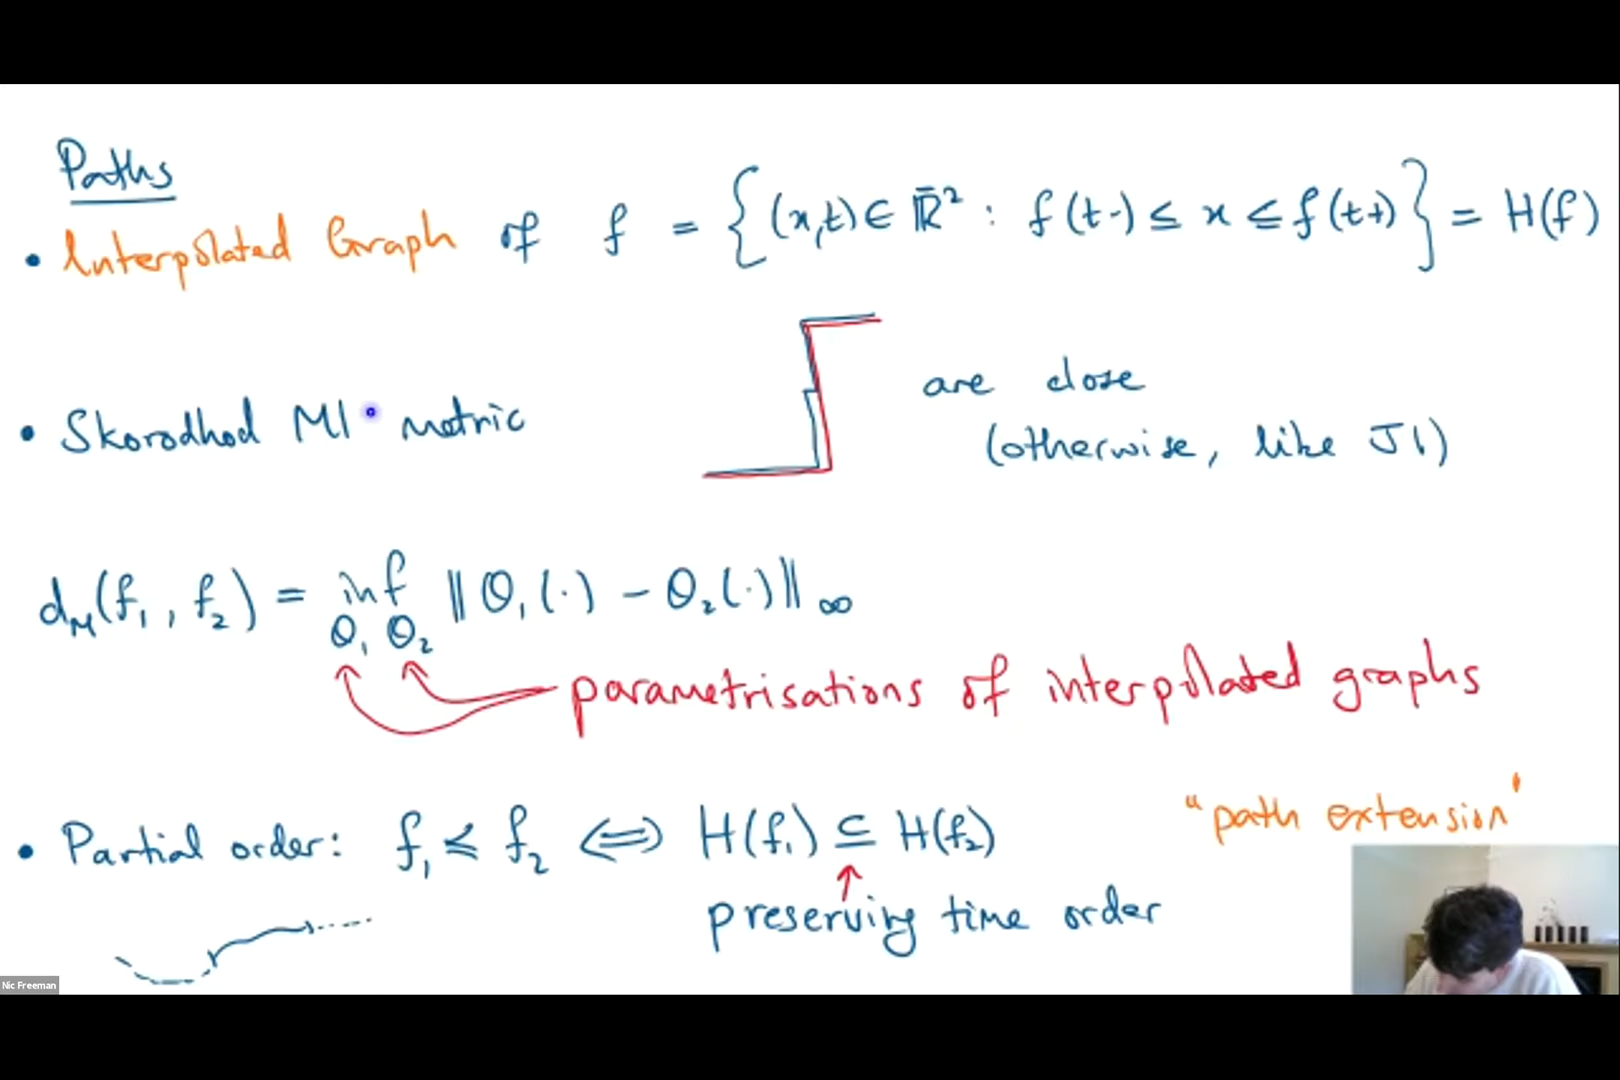 Paths
• Interpolated Graph of f = {(x,t) ∈ R̄² : f(t-) ≤ x ≤ f(t+)} = H(f)
• Skorodhod M1 metric
are close
(otherwise, like J1)
d_M(f₁, f₂) = inf ‖θ₁(·) - θ₂(·)‖∞
θ₁ θ₂
parametrisations of interpolated graphs
• Partial order: f₁ ≼ f₂ ⇔ H(f₁) ⊆ H(f₂)
"path extension"
preserving time order
Nic Freeman